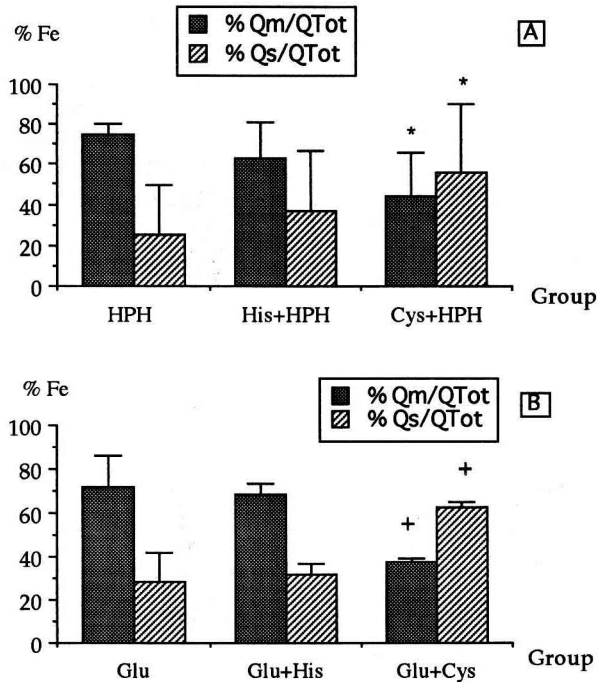 % Fe
% Qm/QTot
% Qs/QTot
A
100
80
60
40
20
0
*
*
HPH
His+HPH
Cys+HPH
Group
% Fe
% Qm/QTot
% Qs/QTot
B
100
80
60
40
20
0
+
+
Glu
Glu+His
Glu+Cys
Group